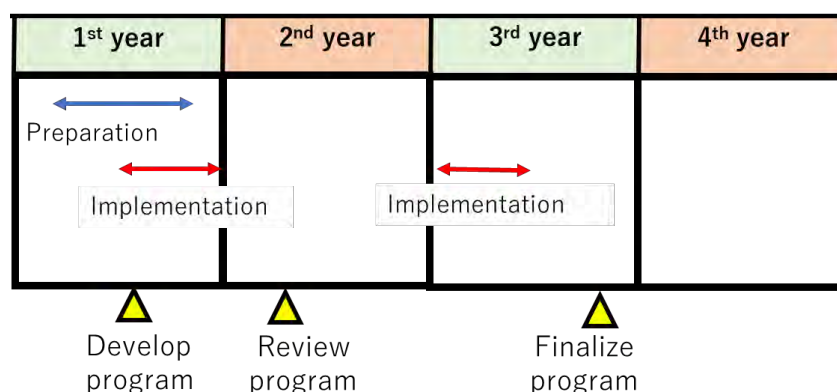 1st year 2nd year 3rd year 4th year
Preparation
Implementation Implementation
Develop program
Review program
Finalize program